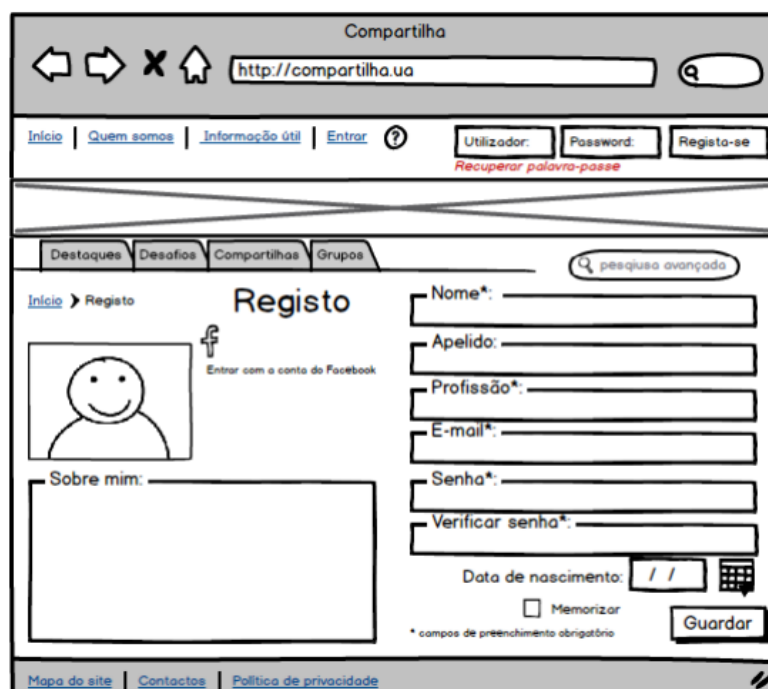 Compartilha
http://compartilha.ua
Início Quem somos Informação útil Entrar ?
Utilizador: Password: Regista-se
Recuperar palavra-passe
Destaques Desafios Compartilhas Grupos
pesqiusa avançada
Início > Registo
Registo
f
Entrar com a conta do Facebook
Sobre mim:
Nome*:
Apelido:
Profissão*:
E-mail*:
Senha*:
Verificar senha*:
Data de nascimento: / /
Memorizar
* campos de preenchimento obrigatório
Guardar
Mapa do site Contactos Política de privacidade